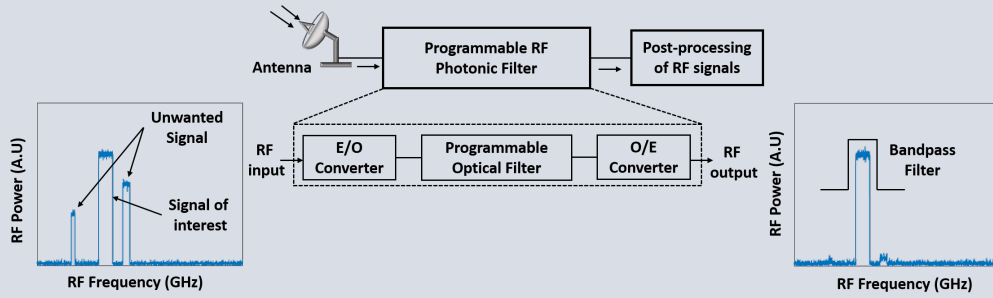 Antenna
Programmable RF
Photonic Filter
Post-processing
of RF signals
RF
input
E/O
Converter
Programmable
Optical Filter
O/E
Converter
RF
output
RF Power (A.U)
Unwanted
Signal
Signal of
interest
RF Frequency (GHz)
RF Power (A.U)
Bandpass
Filter
RF Frequency (GHz)